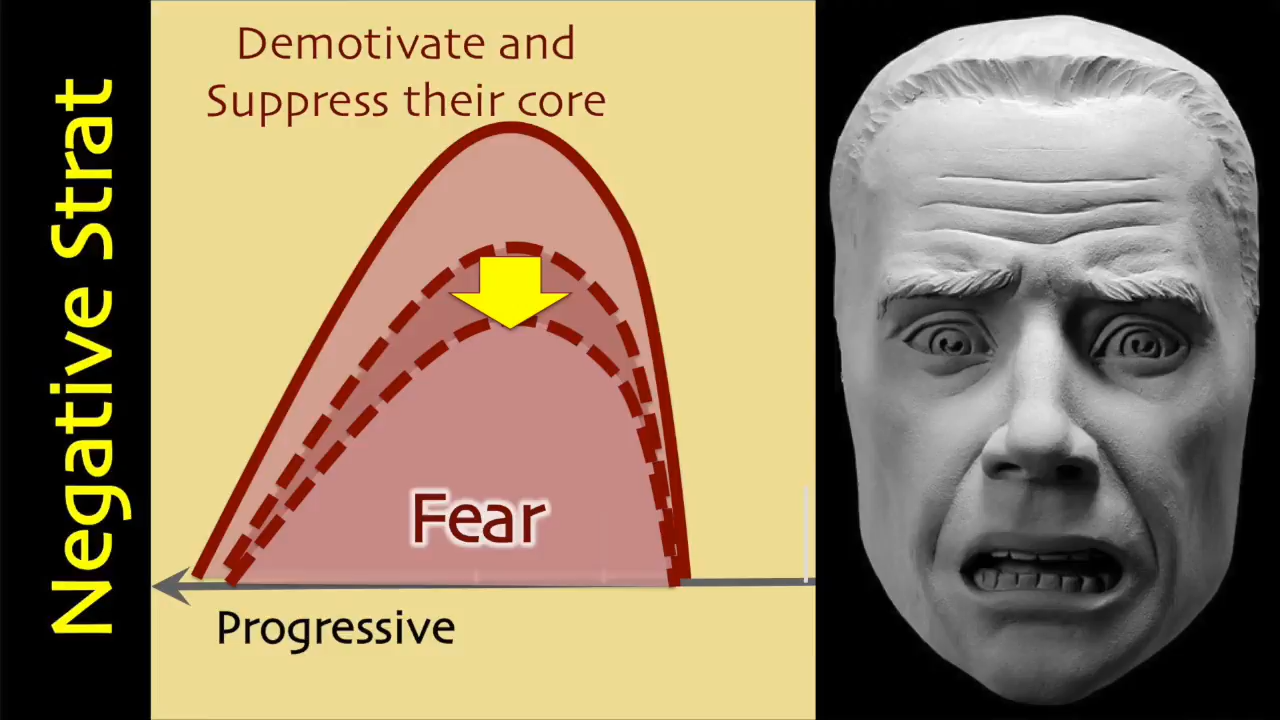 Negative Strat
Demotivate and
Suppress their core
Fear
Progressive